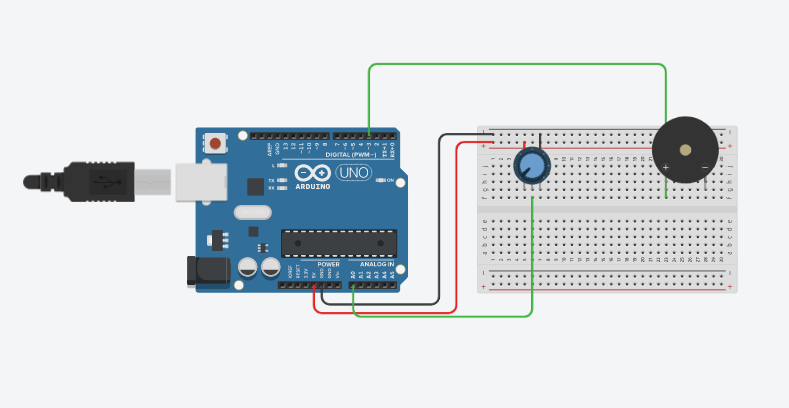 AREF
GND
13
12
~11
~10
~9
8
7
~6
~5
4
~3
2
TX→1
RX←0
DIGITAL (PWM~)
L
TX
RX
UNO
ON
ARDUINO
POWER
ANALOG IN
IOREF
RESET
3.3V
5V
GND
GND
Vin
A0
A1
A2
A3
A4
A5
+
−